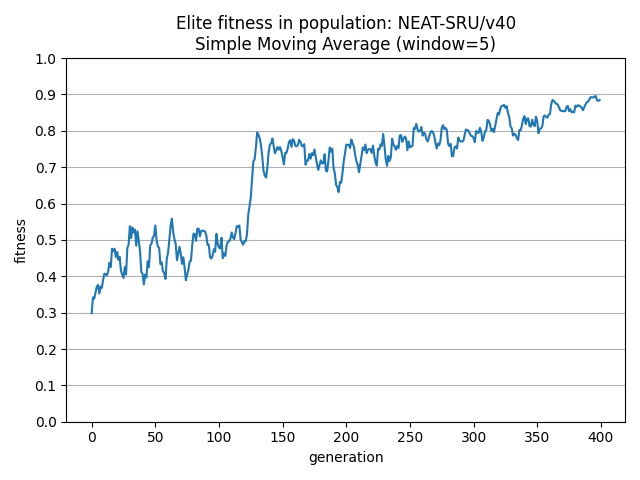 Elite fitness in population: NEAT-SRU/v40
Simple Moving Average (window=5)
1.0
0.9
0.8
0.7
0.6
0.5
0.4
0.3
0.2
0.1
0.0
fitness
0 50 100 150 200 250 300 350 400
generation